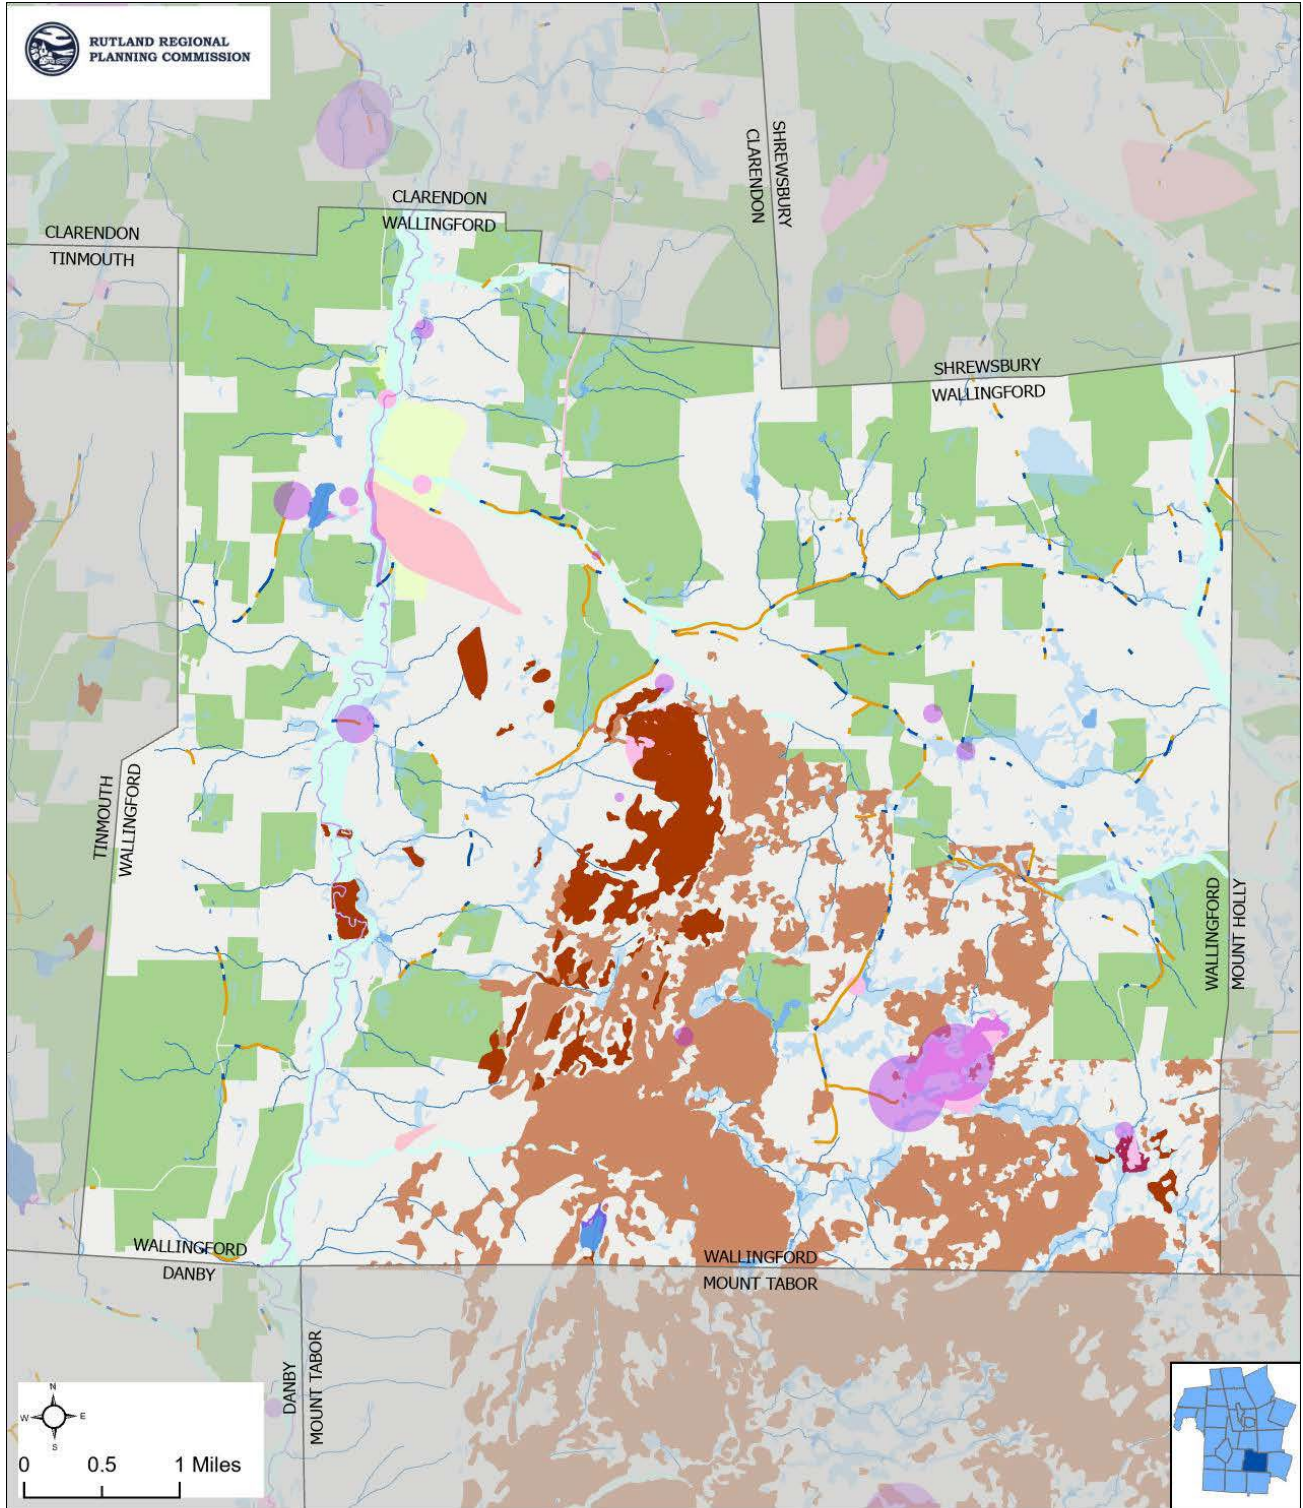 RUTLAND REGIONAL
PLANNING COMMISSION
SHREWSBURY
CLARENDON
CLARENDON
WALLINGFORD
CLARENDON
TINMOUTH
SHREWSBURY
WALLINGFORD
TINMOUTH
WALLINGFORD
WALLINGFORD
MOUNT HOLLY
WALLINGFORD
DANBY
WALLINGFORD
MOUNT TABOR
DANBY
MOUNT TABOR
N
W E
S
0 0.5 1 Miles